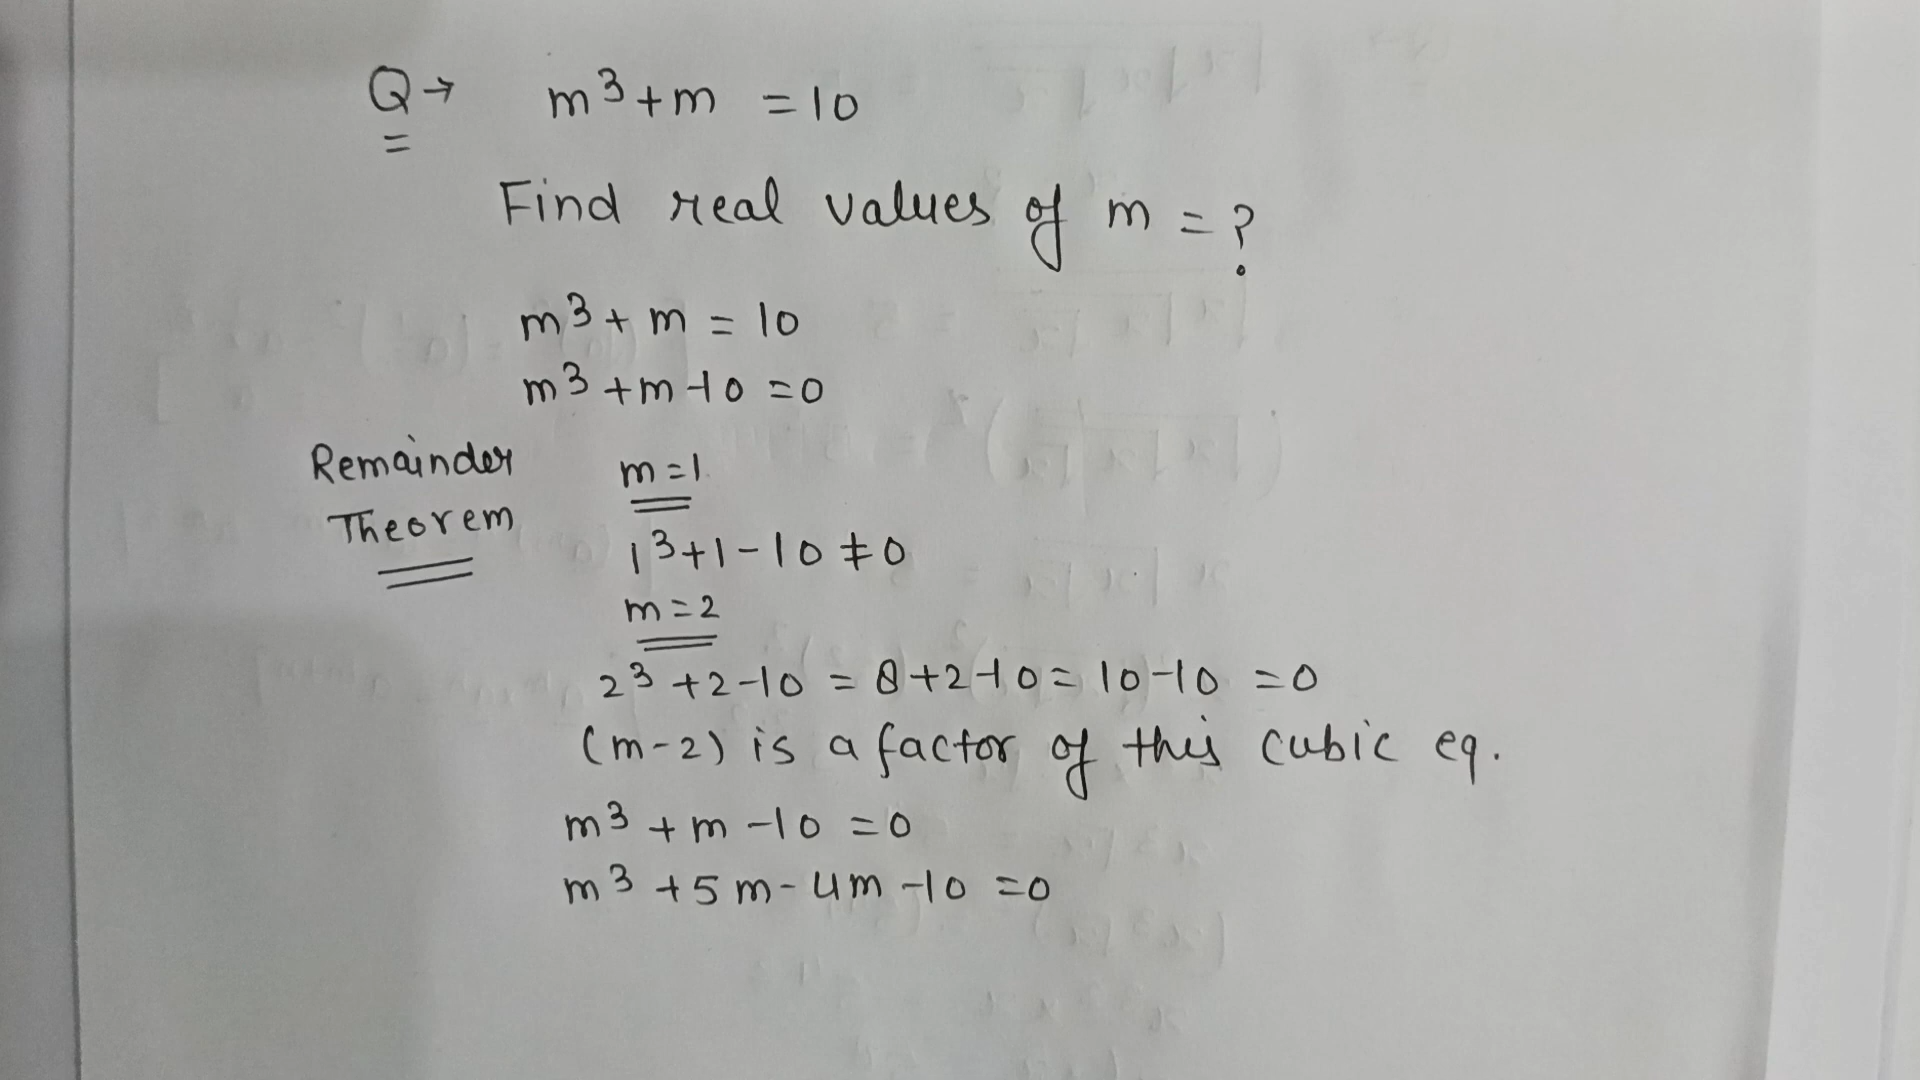 Q→ m³+m = 10
Find real values of m = ?
m³ + m = 10
m³ + m - 10 = 0
Remainder
Theorem
m = 1
1³+1-10 ≠ 0
m = 2
2³ + 2 - 10 = 8+2-10 = 10-10 = 0
(m-2) is a factor of this cubic eq.
m³ + m - 10 = 0
m³ + 5m - 4m - 10 = 0